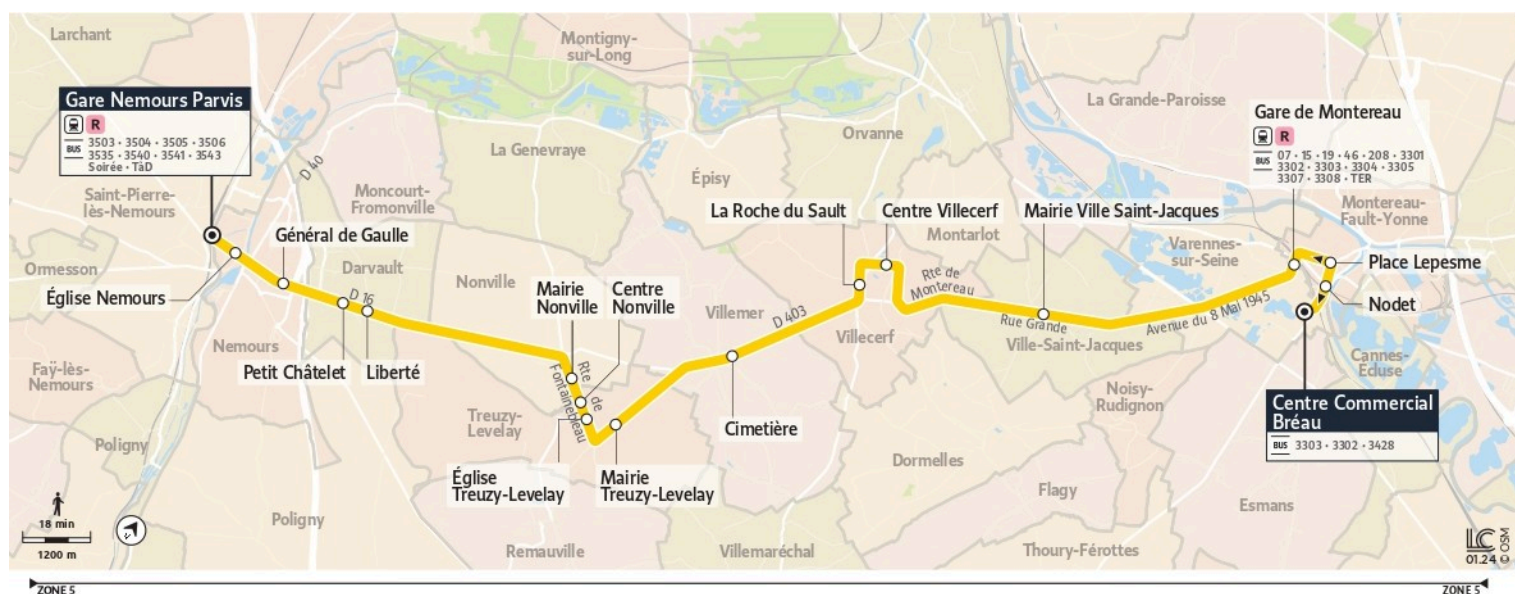 Larchant
Montigny-
sur-Long
Gare Nemours Parvis
R
BUS
3503 · 3504 · 3505 · 3506
3535 · 3540 · 3541 · 3543
Soirée · TàD
D 40
La Genevraye
Orvanne
La Grande-Paroisse
Gare de Montereau
R
BUS
07 · 15 · 19 · 46 · 208 · 3301
3302 · 3303 · 3304 · 3305
3307 · 3308 · TER
Saint-Pierre-
lès-Nemours
Moncourt-
Fromonville
Épisy
La Roche du Sault
Centre Villecerf
Montarlot
Mairie Ville Saint-Jacques
Montereau-
Fault-Yonne
Varennes-
sur-Seine
Général de Gaulle
Ormesson
Darvault
Nonville
Place Lepesme
Église Nemours
D 16
Mairie
Nonville
Centre
Nonville
Rte de
Montereau
Nodet
Villemer
D 403
Villecerf
Rue Grande
Ville-Saint-Jacques
Avenue du 8 Mai 1945
Nemours
Petit Châtelet
Liberté
Rte de
Fontainebleau
Cannes-
Écluse
Faÿ-lès-
Nemours
Noisy-
Rudignon
Centre Commercial
Bréau
BUS
3303 · 3302 · 3428
Treuzy-
Levelay
Cimetière
Poligny
Église
Treuzy-Levelay
Mairie
Treuzy-Levelay
Dormelles
Flagy
Esmans
18 min
1200 m
N
Poligny
Remauville
Villemaréchal
Thoury-Férottes
LC
01.24
© OSM
ZONE 5
ZONE 5